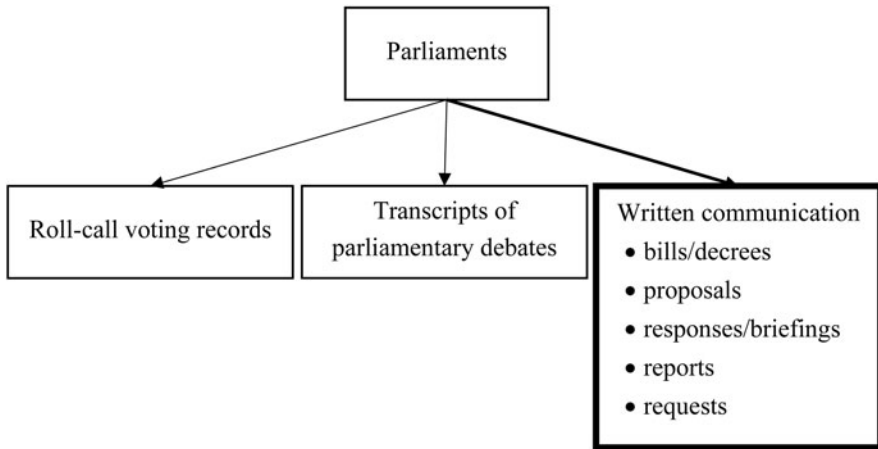 Parliaments
Roll-call voting records
Transcripts of
parliamentary debates
Written communication
• bills/decrees
• proposals
• responses/briefings
• reports
• requests